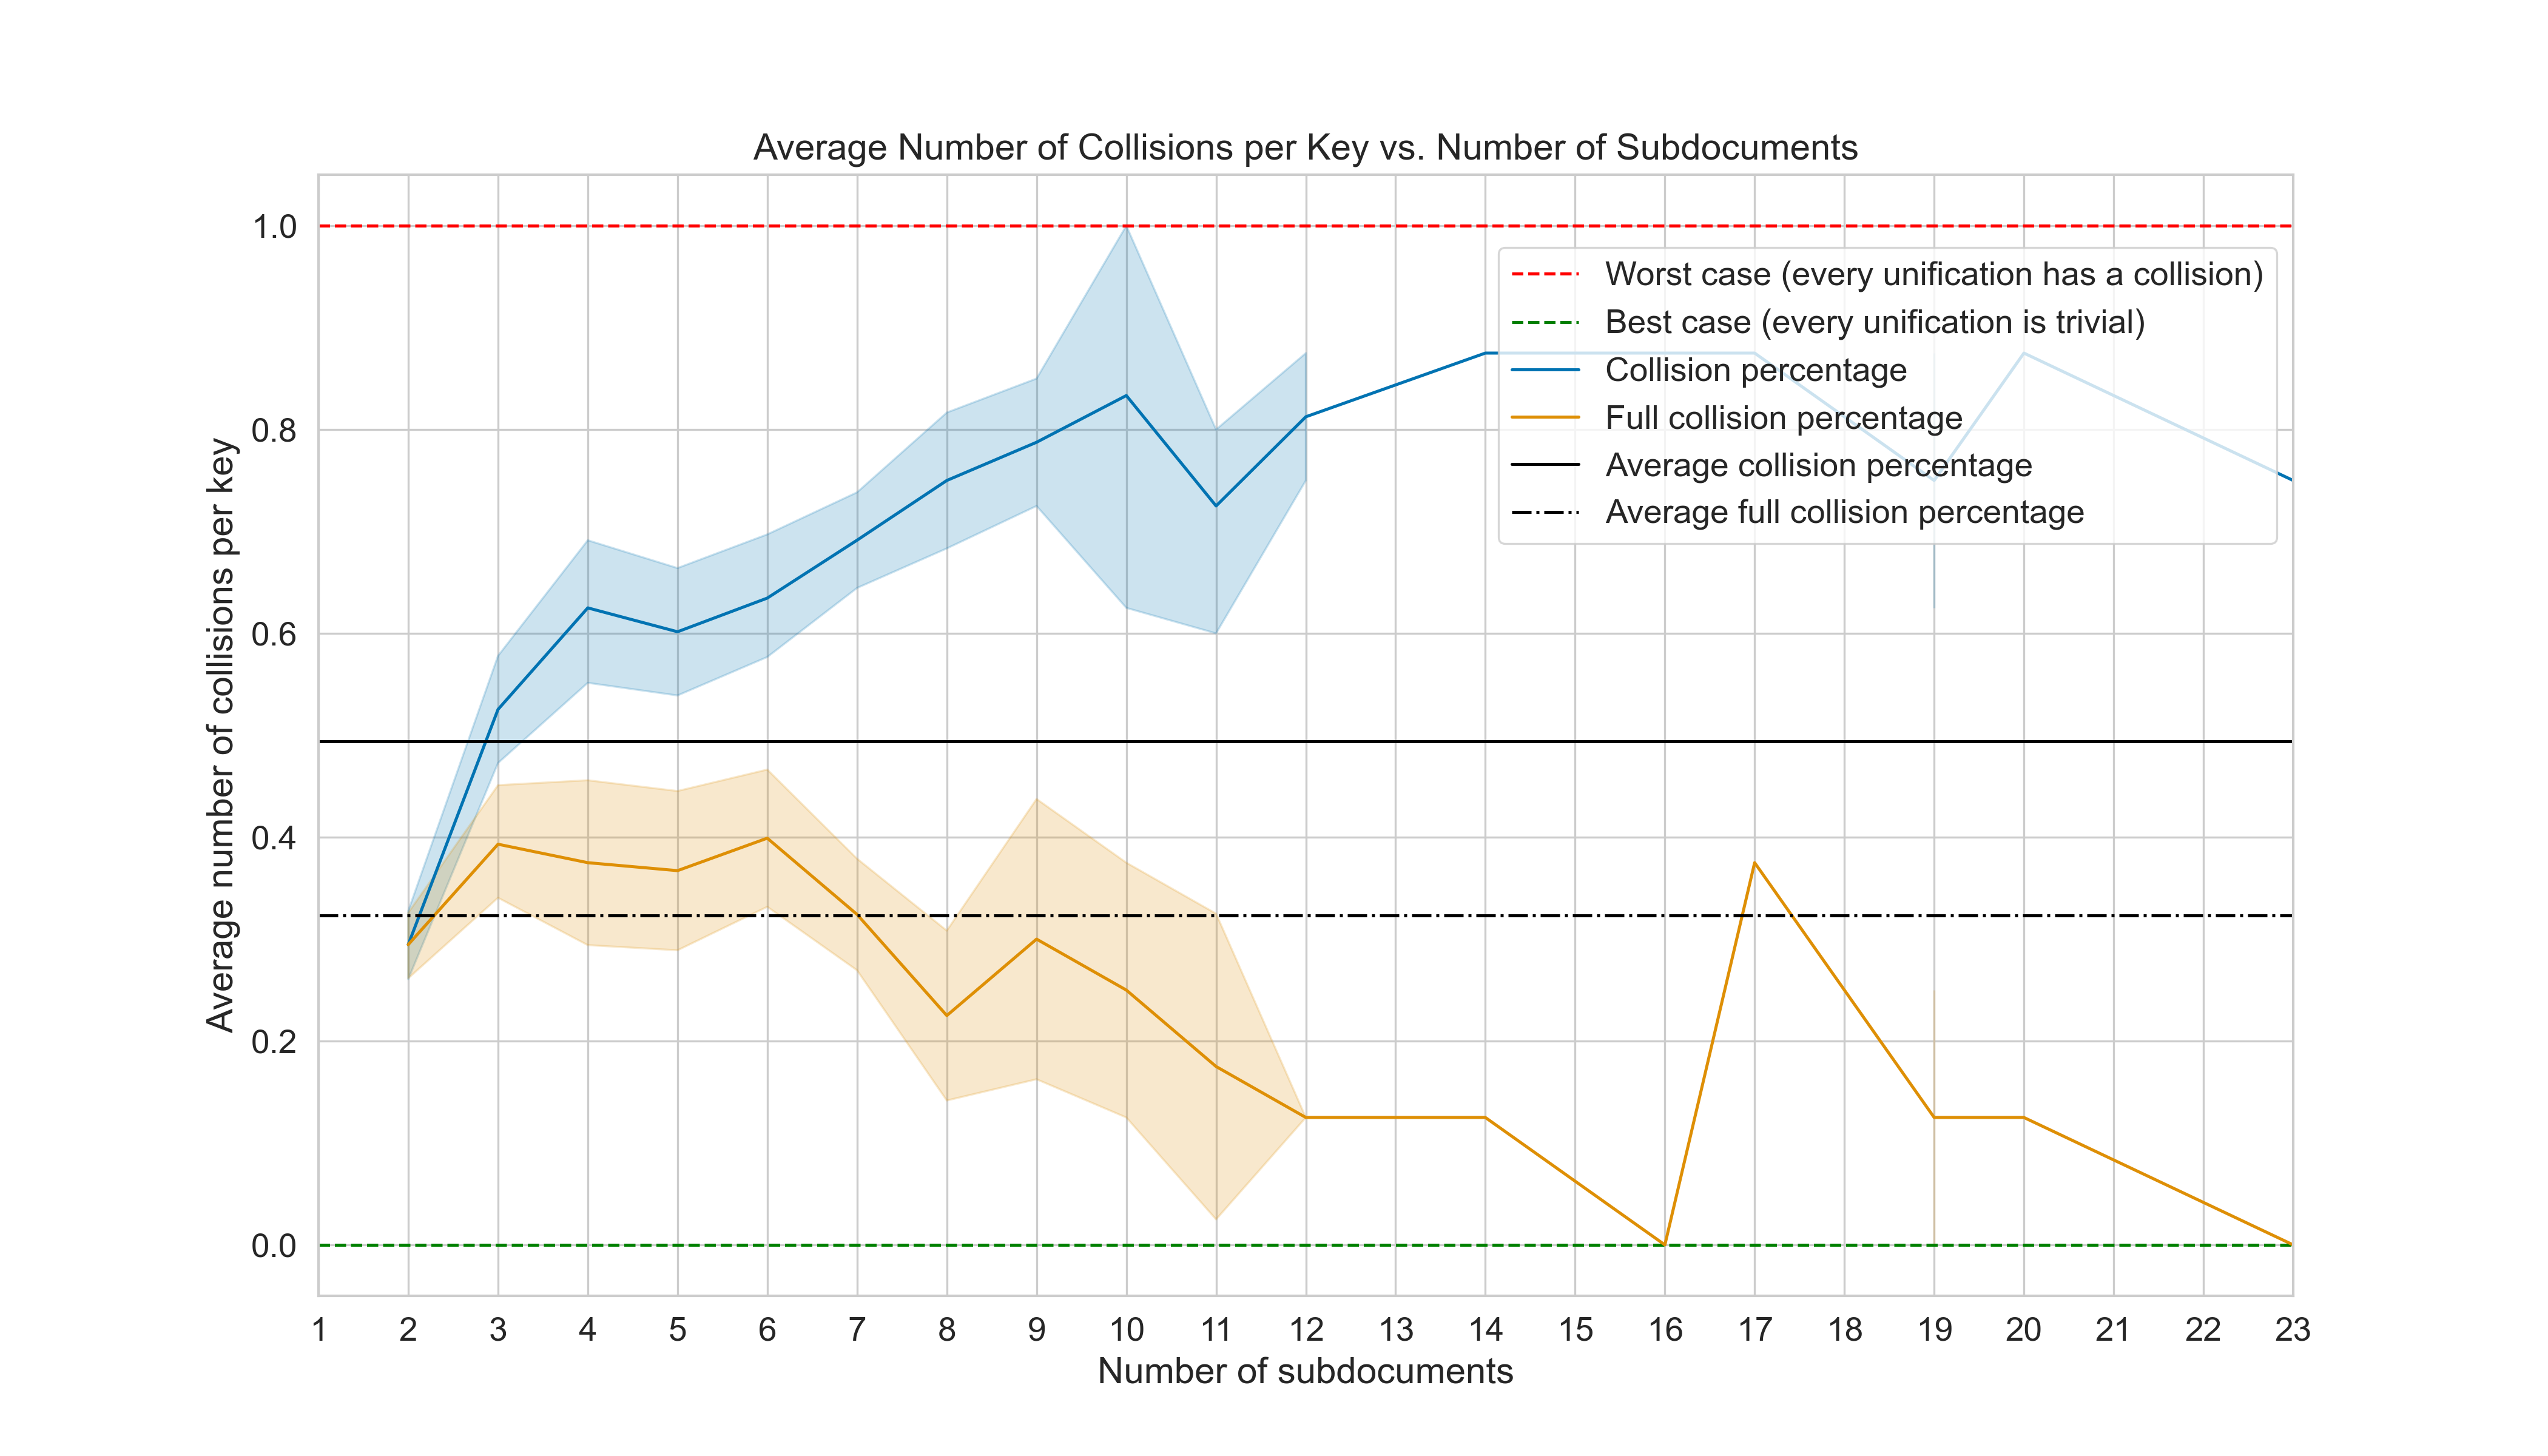 Average Number of Collisions per Key vs. Number of Subdocuments
1.0
0.8
0.6
0.4
0.2
0.0
Average number of collisions per key
Worst case (every unification has a collision)
Best case (every unification is trivial)
Collision percentage
Full collision percentage
Average collision percentage
Average full collision percentage
1 2 3 4 5 6 7 8 9 10 11 12 13 14 15 16 17 18 19 20 21 22 23
Number of subdocuments